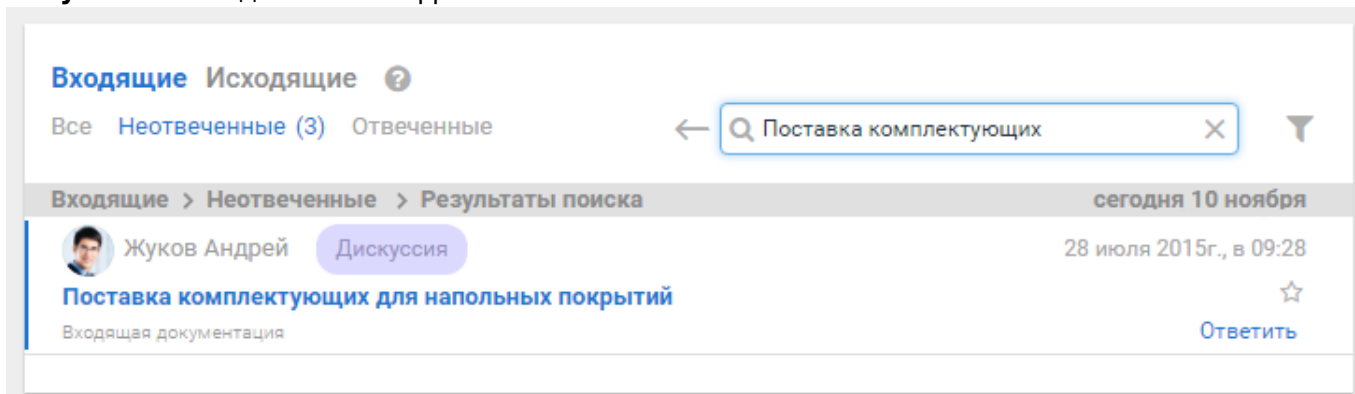 Входящие Исходящие ?
Все Неотвеченные (3) Отвеченные Поставка комплектующих
Входящие > Неотвеченные > Результаты поиска сегодня 10 ноября
Жуков Андрей Дискуссия 28 июля 2015г., в 09:28
Поставка комплектующих для напольных покрытий
Входящая документация Ответить